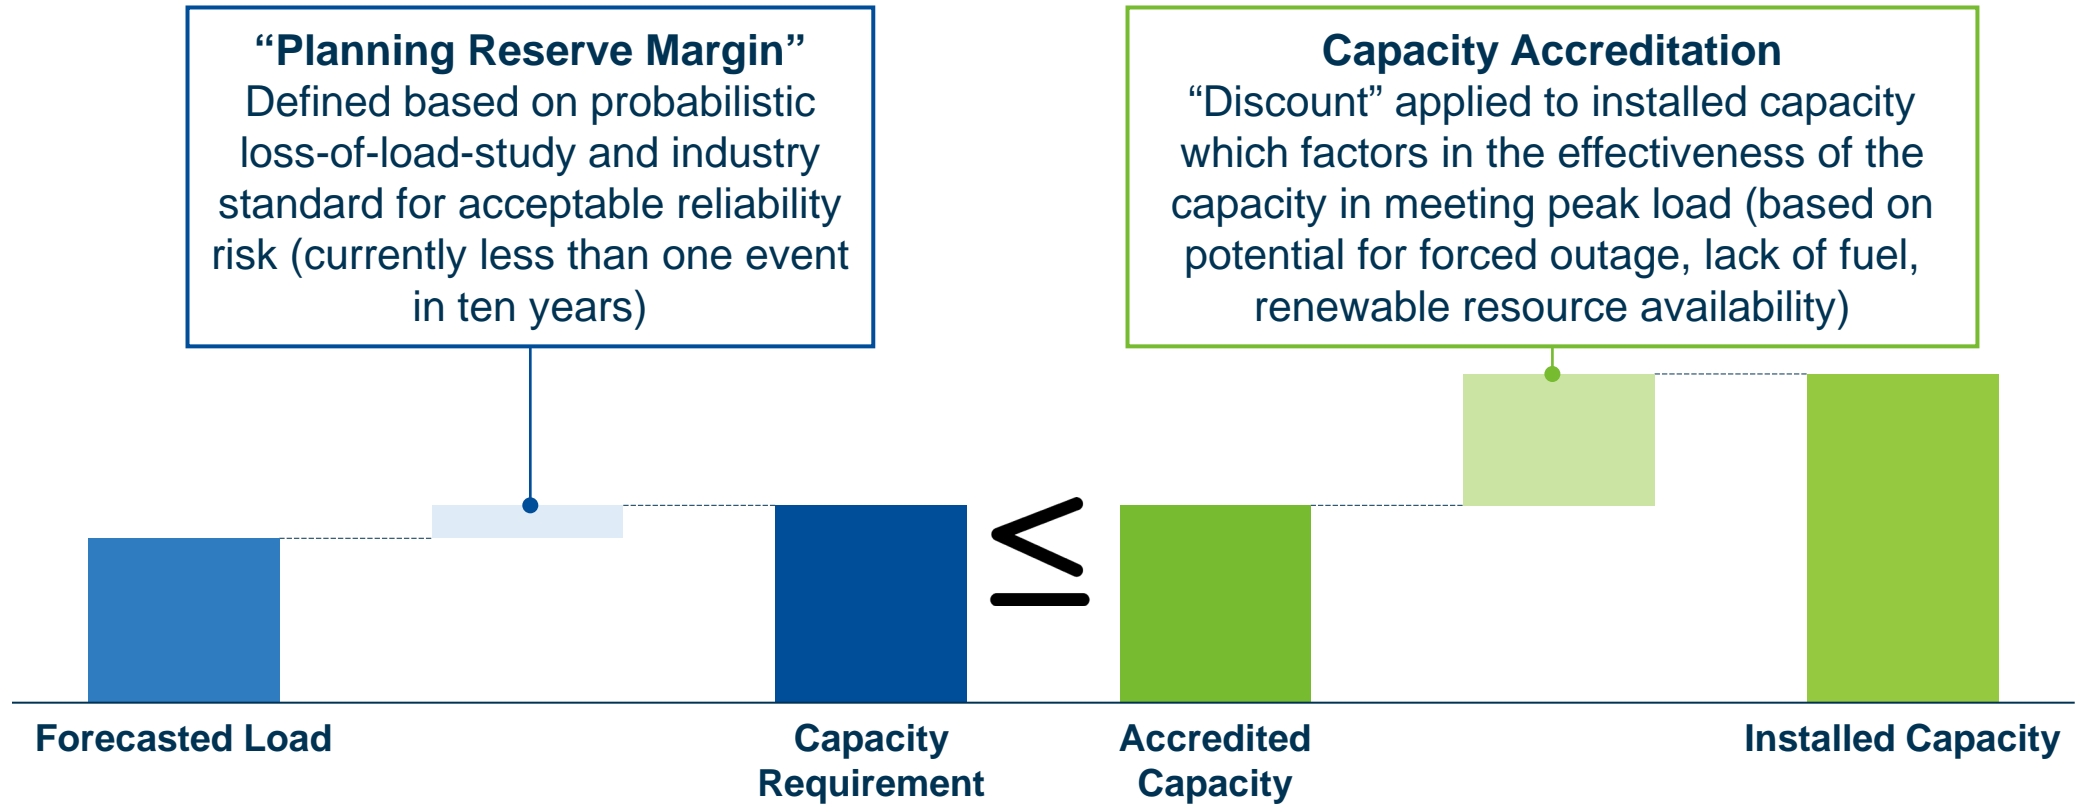 “Planning Reserve Margin”
Defined based on probabilistic
loss-of-load-study and industry
standard for acceptable reliability
risk (currently less than one event
in ten years)
Capacity Accreditation
“Discount” applied to installed capacity
which factors in the effectiveness of the
capacity in meeting peak load (based on
potential for forced outage, lack of fuel,
renewable resource availability)
≤
Forecasted Load
Capacity
Requirement
Accredited
Capacity
Installed Capacity